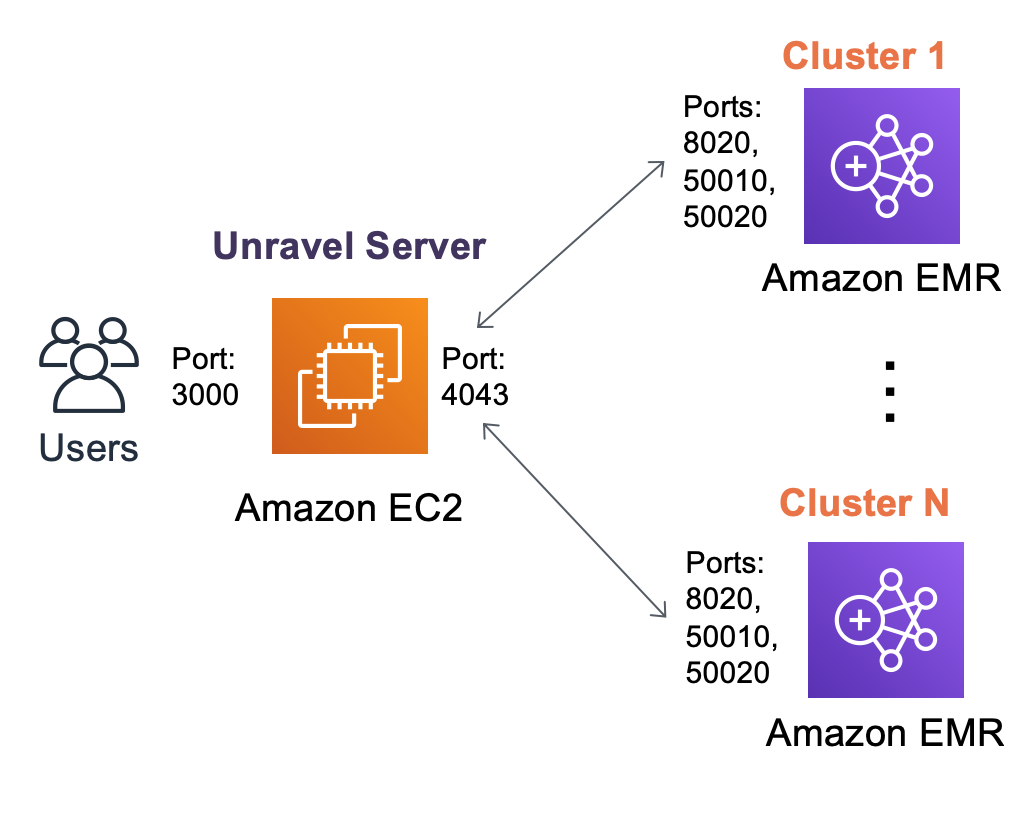 Cluster 1
Ports:
8020,
50010,
50020
Amazon EMR
Unravel Server
Users
Port:
3000
Port:
4043
Amazon EC2
Cluster N
Ports:
8020,
50010,
50020
Amazon EMR